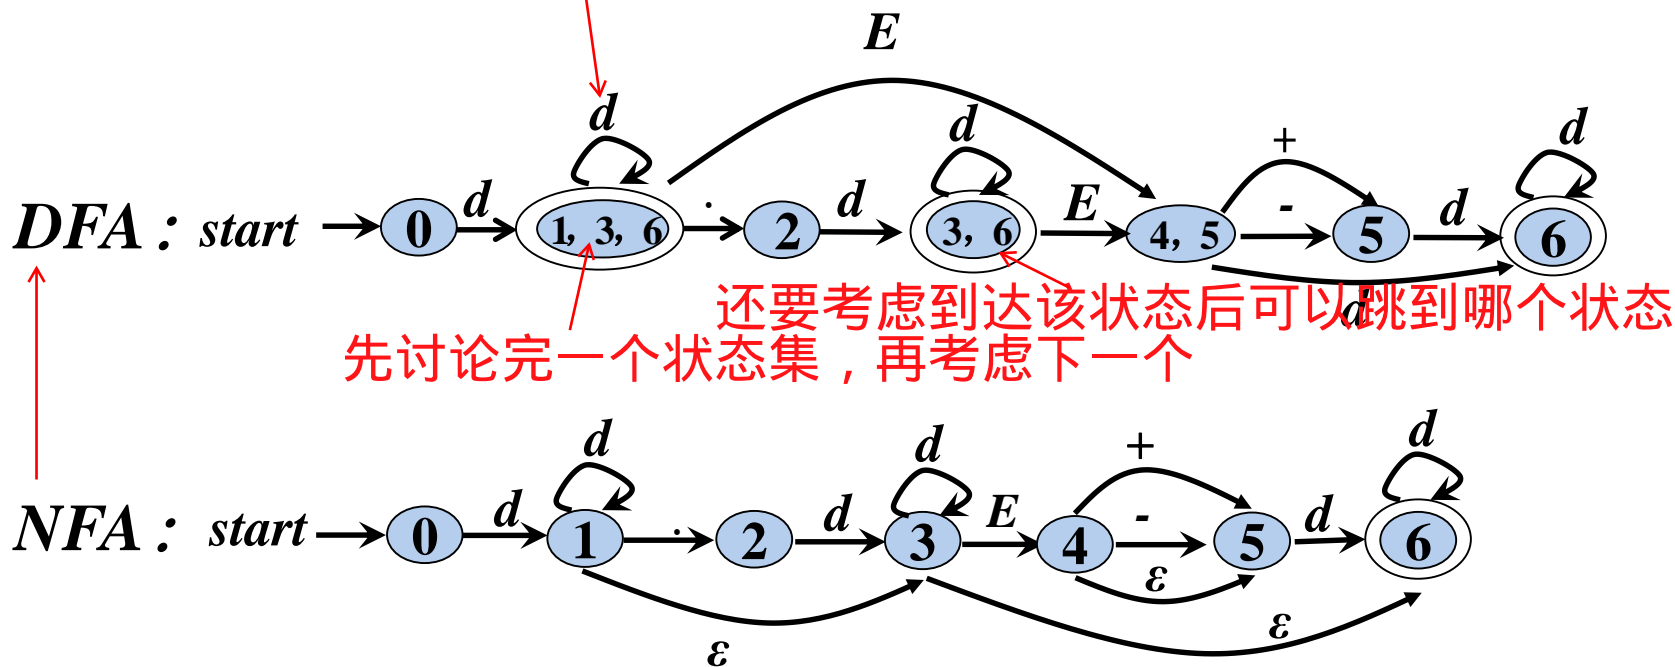 E
d d + d
DFA: start 0 d 1, 3, 6 . 2 d 3, 6 E 4, 5 - 5 d 6
d
还要考虑到达该状态后可以跳到哪个状态
先讨论完一个状态集，再考虑下一个
d d + d
NFA: start 0 d 1 . 2 d 3 E 4 - 5 d 6
ε
ε ε